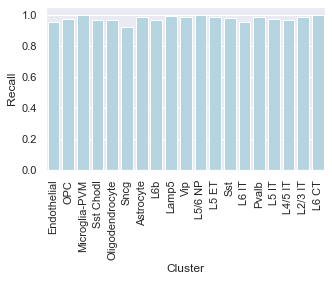 1.0
0.8
0.6
0.4
0.2
0.0
Recall
Endothelial
OPC
Microglia-PVM
Sst Chodl
Oligodendrocyte
Sncg
Astrocyte
L6b
Lamp5
Vip
L5/6 NP
L5 ET
Sst
L6 IT
Pvalb
L5 IT
L4/5 IT
L2/3 IT
L6 CT
Cluster